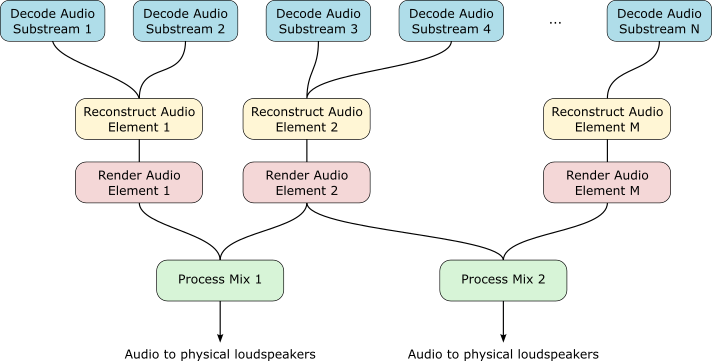 Decode Audio
Substream 1
Decode Audio
Substream 2
Decode Audio
Substream 3
Decode Audio
Substream 4
...
Decode Audio
Substream N
Reconstruct Audio
Element 1
Reconstruct Audio
Element 2
Reconstruct Audio
Element M
Render Audio
Element 1
Render Audio
Element 2
Render Audio
Element M
Process Mix 1
Process Mix 2
Audio to physical loudspeakers
Audio to physical loudspeakers